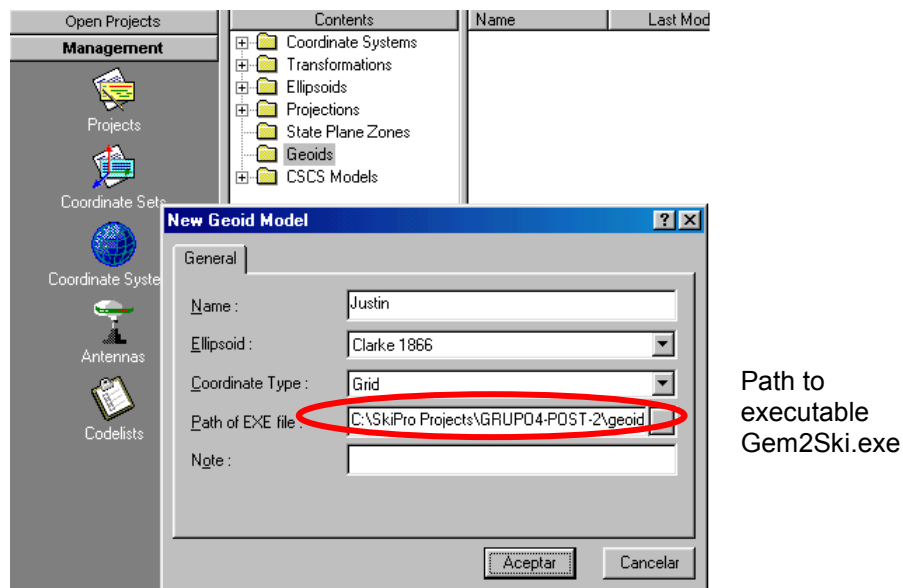 Open Projects
Management
Projects
Coordinate Sets
Coordinate Syste
Antennas
Codelists
Contents
Coordinate Systems
Transformations
Ellipsoids
Projections
State Plane Zones
Geoids
CSCS Models
Name Last Mod
New Geoid Model
General
Name : Justin
Ellipsoid : Clarke 1866
Coordinate Type : Grid
Path of EXE file : C:\SkiPro Projects\GRUPO4-POST-2\geoid
Note :
Aceptar Cancelar
Path to
executable
Gem2Ski.exe